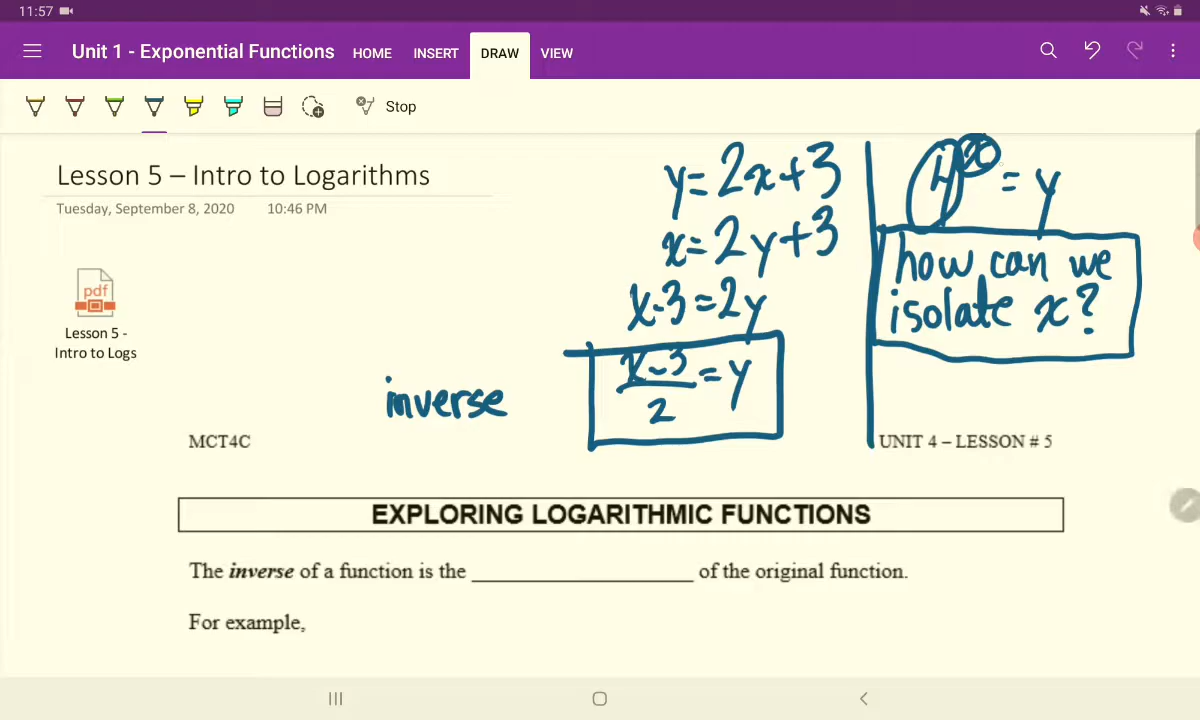 11:57
Unit 1 - Exponential Functions HOME INSERT DRAW VIEW
Stop
Lesson 5 – Intro to Logarithms
Tuesday, September 8, 2020 10:46 PM
pdf
Lesson 5 -
Intro to Logs
y=2x+3
x=2y+3
x-3=2y
x-3/2=y
inverse
= y
how can we
isolate x?
MCT4C
UNIT 4 – LESSON # 5
EXPLORING LOGARITHMIC FUNCTIONS
The inverse of a function is the ____________________ of the original function.
For example,